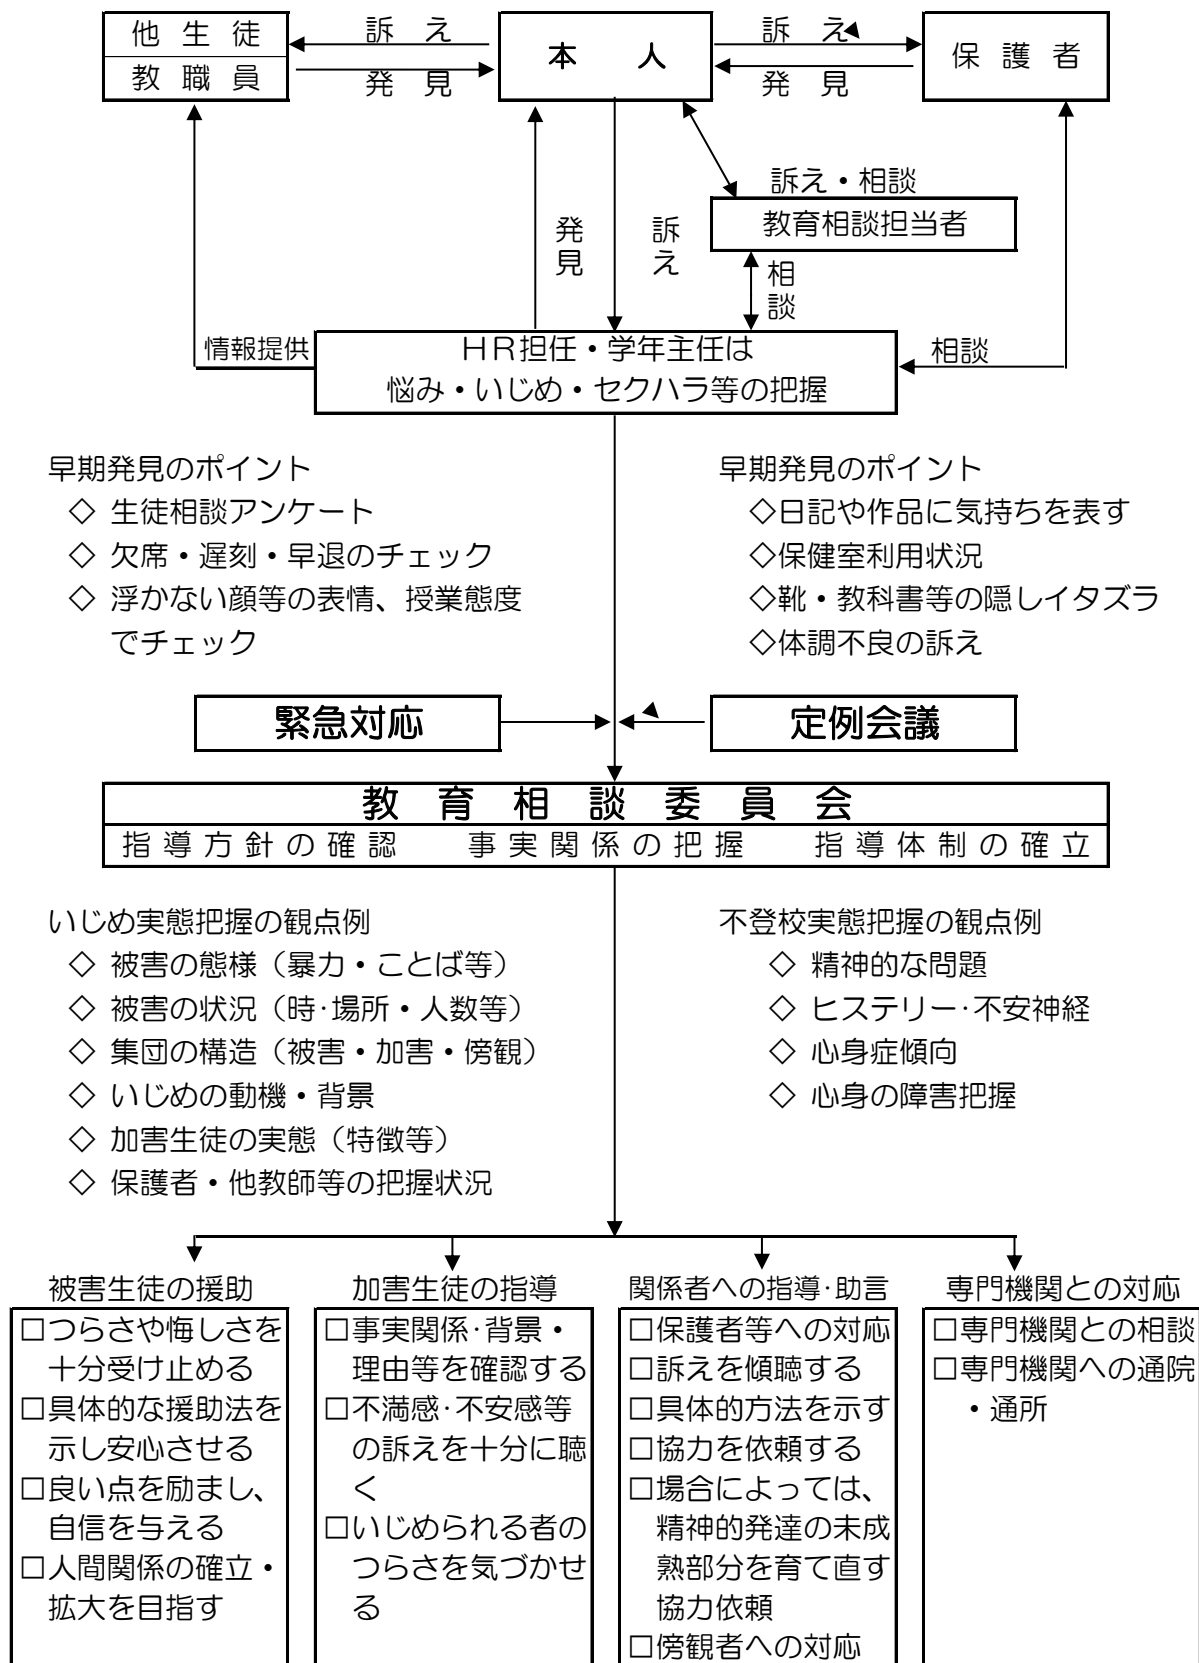 他生徒
教職員
訴え
発見
本人
訴え
発見
保護者
訴え・相談
教育相談担当者
発見
訴え
相談
情報提供
HR担任・学年主任は
悩み・いじめ・セクハラ等の把握
相談
早期発見のポイント
◇ 生徒相談アンケート
◇ 欠席・遅刻・早退のチェック
◇ 浮かない顔等の表情、授業態度
でチェック
早期発見のポイント
◇日記や作品に気持ちを表す
◇保健室利用状況
◇靴・教科書等の隠しイタズラ
◇体調不良の訴え
緊急対応
定例会議
教育相談委員会
指導方針の確認 事実関係の把握 指導体制の確立
いじめ実態把握の観点例
◇ 被害の態様（暴力・ことば等）
◇ 被害の状況（時・場所・人数等）
◇ 集団の構造（被害・加害・傍観）
◇ いじめの動機・背景
◇ 加害生徒の実態（特徴等）
◇ 保護者・他教師等の把握状況
不登校実態把握の観点例
◇ 精神的な問題
◇ ヒステリー・不安神経
◇ 心身症傾向
◇ 心身の障害把握
被害生徒の援助
□つらさや悔しさを
十分受け止める
□具体的な援助法を
示し安心させる
□良い点を励まし、
自信を与える
□人間関係の確立・
拡大を目指す
加害生徒の指導
□事実関係・背景・
理由等を確認する
□不満感・不安感等
の訴えを十分に聴
く
□いじめられる者の
つらさを気づかせ
る
関係者への指導・助言
□保護者等への対応
□訴えを傾聴する
□具体的方法を示す
□協力を依頼する
□場合によっては、
精神的発達の未成
熟部分を育て直す
協力依頼
□傍観者への対応
専門機関との対応
□専門機関との相談
□専門機関への通院
・通所